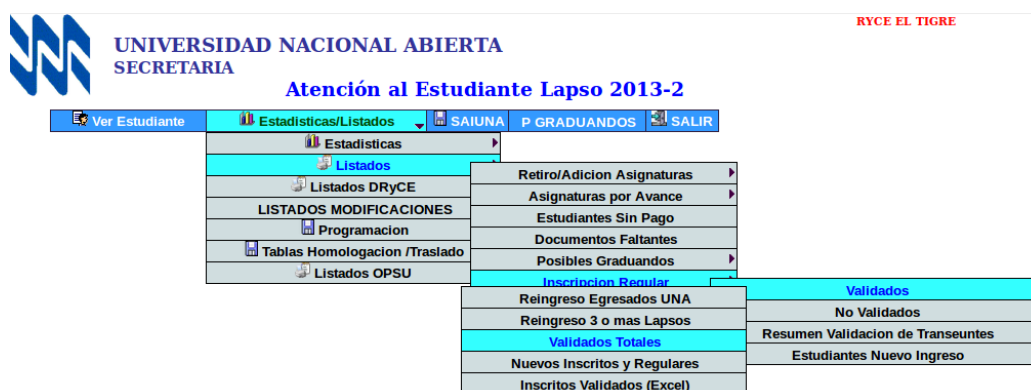 RYCE EL TIGRE
UNIVERSIDAD NACIONAL ABIERTA
SECRETARIA
Atención al Estudiante Lapso 2013-2
Ver Estudiante
Estadisticas/Listados
SAIUNA
P GRADUANDOS
SALIR
Estadisticas
Listados
Listados DRyCE
LISTADOS MODIFICACIONES
Programacion
Tablas Homologacion /Traslado
Listados OPSU
Retiro/Adicion Asignaturas
Asignaturas por Avance
Estudiantes Sin Pago
Documentos Faltantes
Posibles Graduandos
Inscripcion Regular
Validados
No Validados
Resumen Validacion de Transeuntes
Estudiantes Nuevo Ingreso
Reingreso Egresados UNA
Reingreso 3 o mas Lapsos
Validados Totales
Nuevos Inscritos y Regulares
Inscritos Validados (Excel)